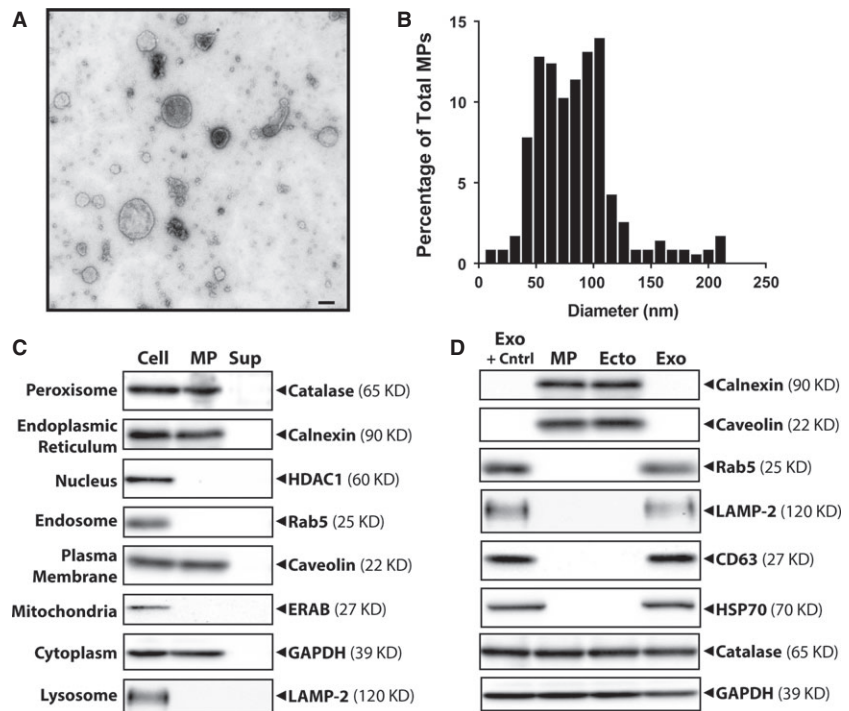 A
B
Percentage of Total MPs
15
10
5
0
0
50
100
150
200
250
Diameter (nm)
C
Cell MP Sup
Peroxisome ◄Catalase (65 KD)
Endoplasmic
Reticulum ◄Calnexin (90 KD)
Nucleus ◄HDAC1 (60 KD)
Endosome ◄Rab5 (25 KD)
Plasma
Membrane ◄Caveolin (22 KD)
Mitochondria ◄ERAB (27 KD)
Cytoplasm ◄GAPDH (39 KD)
Lysosome ◄LAMP-2 (120 KD)
D
Exo
+ Cntrl MP Ecto Exo
◄Calnexin (90 KD)
◄Caveolin (22 KD)
◄Rab5 (25 KD)
◄LAMP-2 (120 KD)
◄CD63 (27 KD)
◄HSP70 (70 KD)
◄Catalase (65 KD)
◄GAPDH (39 KD)